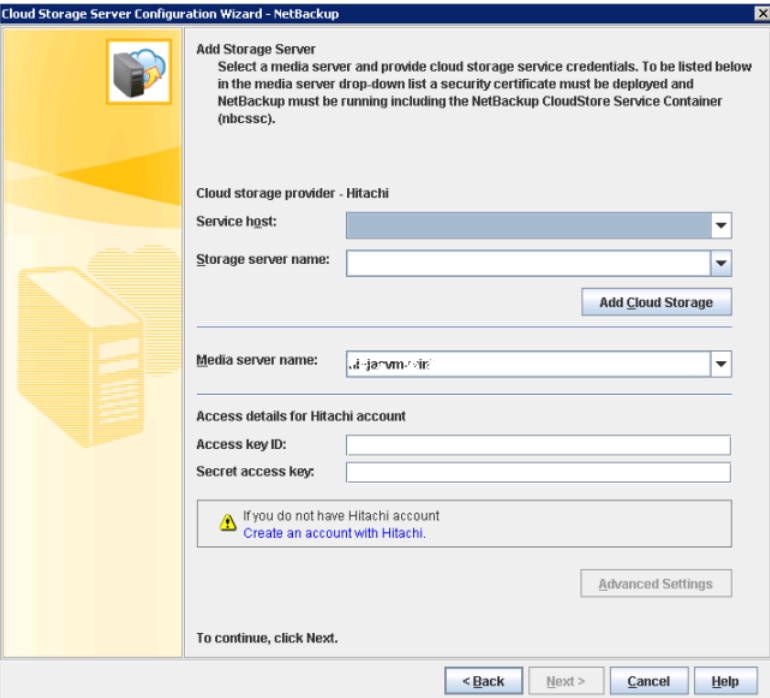 Cloud Storage Server Configuration Wizard - NetBackup
Add Storage Server
Select a media server and provide cloud storage service credentials. To be listed below
in the media server drop-down list a security certificate must be deployed and
NetBackup must be running including the NetBackup CloudStore Service Container
(nbcssc).
Cloud storage provider - Hitachi
Service host:
Storage server name:
Add Cloud Storage
Media server name:
Access details for Hitachi account
Access key ID:
Secret access key:
If you do not have Hitachi account
Create an account with Hitachi.
Advanced Settings
To continue, click Next.
< Back Next > Cancel Help